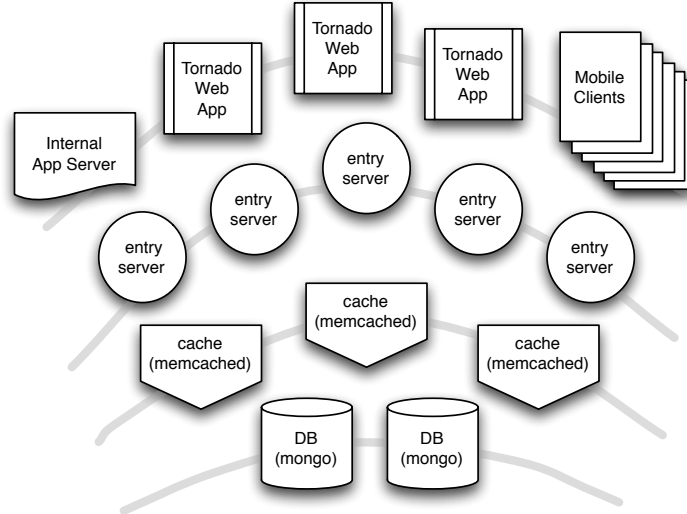 Tornado
Web
App
Tornado
Web
App
Tornado
Web
App
Mobile
Clients
Internal
App Server
entry
server
entry
server
entry
server
entry
server
entry
server
cache
(memcached)
cache
(memcached)
cache
(memcached)
DB
(mongo)
DB
(mongo)